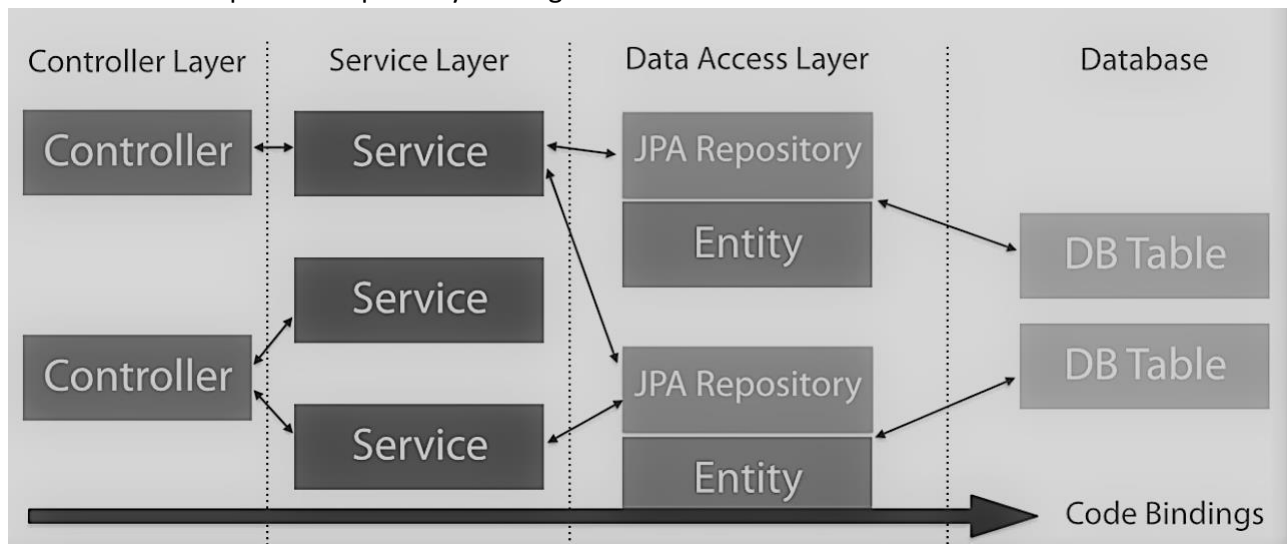 Controller Layer
Service Layer
Data Access Layer
Database
Controller
Service
JPA Repository
Entity
DB Table
Service
Controller
Service
JPA Repository
Entity
DB Table
Code Bindings